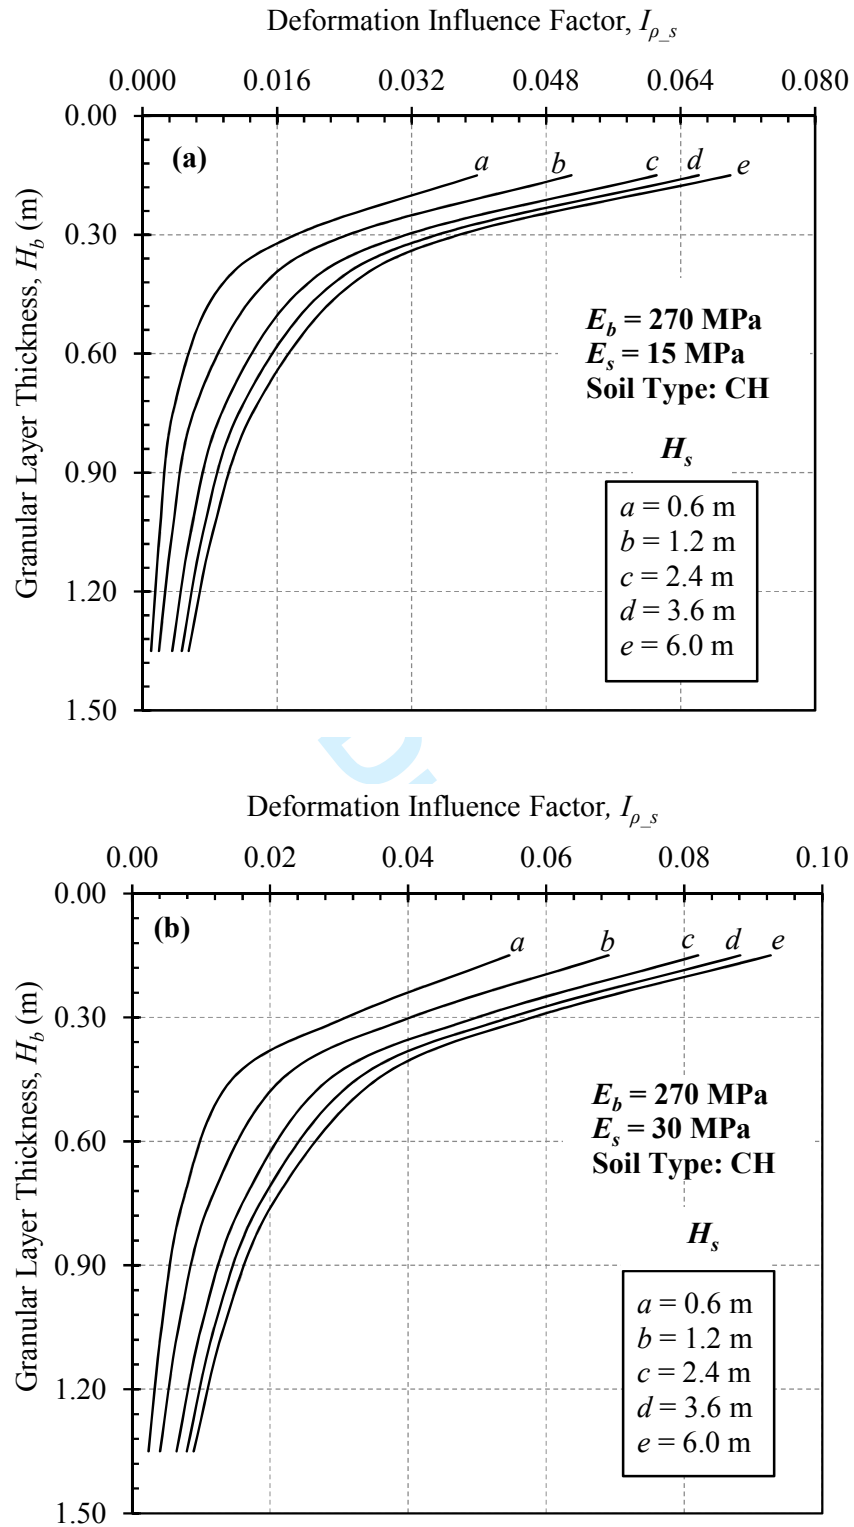 Deformation Influence Factor, I_ρ_s
0.000 0.016 0.032 0.048 0.064 0.080
0.00
0.30
0.60
0.90
1.20
1.50
Granular Layer Thickness, H_b (m)
(a)
a b c d e
E_b = 270 MPa
E_s = 15 MPa
Soil Type: CH
H_s
a = 0.6 m
b = 1.2 m
c = 2.4 m
d = 3.6 m
e = 6.0 m
Deformation Influence Factor, I_ρ_s
0.00 0.02 0.04 0.06 0.08 0.10
0.00
0.30
0.60
0.90
1.20
1.50
Granular Layer Thickness, H_b (m)
(b)
a b c d e
E_b = 270 MPa
E_s = 30 MPa
Soil Type: CH
H_s
a = 0.6 m
b = 1.2 m
c = 2.4 m
d = 3.6 m
e = 6.0 m